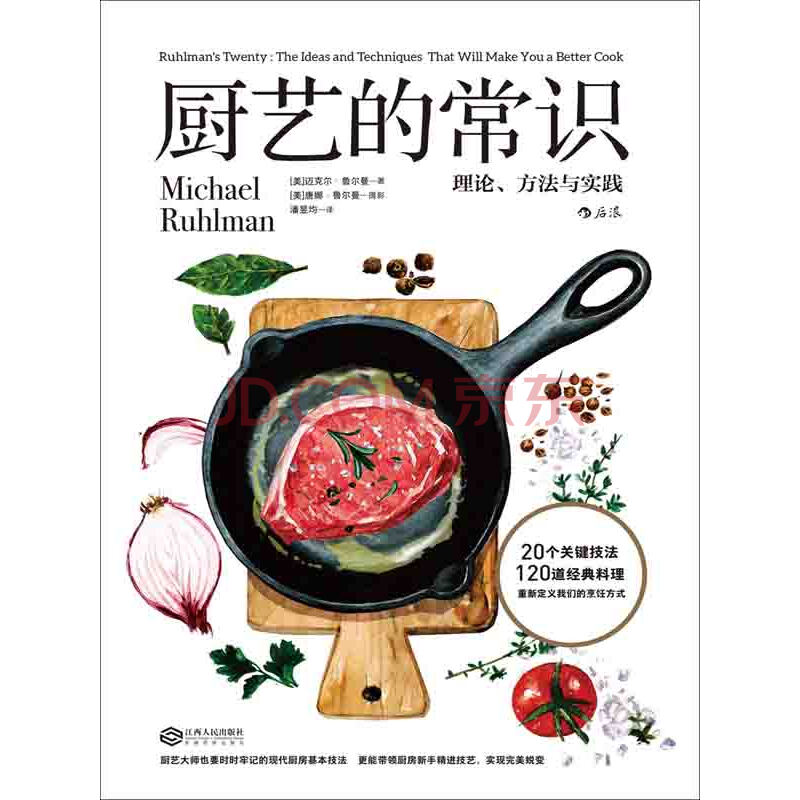 Ruhlman's Twenty : The Ideas and Techniques That Will Make You a Better Cook
厨艺的常识
理论、方法与实践
Michael
Ruhlman
[美]迈克尔·鲁尔曼—著
[美]唐娜·鲁尔曼—摄影
潘昱均—译
后浪
JD.COM 京东
20个关键技法
120道经典料理
重新定义我们的烹饪方式
江西人民出版社
厨艺大师也要时时牢记的现代厨房基本技法 更能带领厨房新手精进技艺，实现完美蜕变